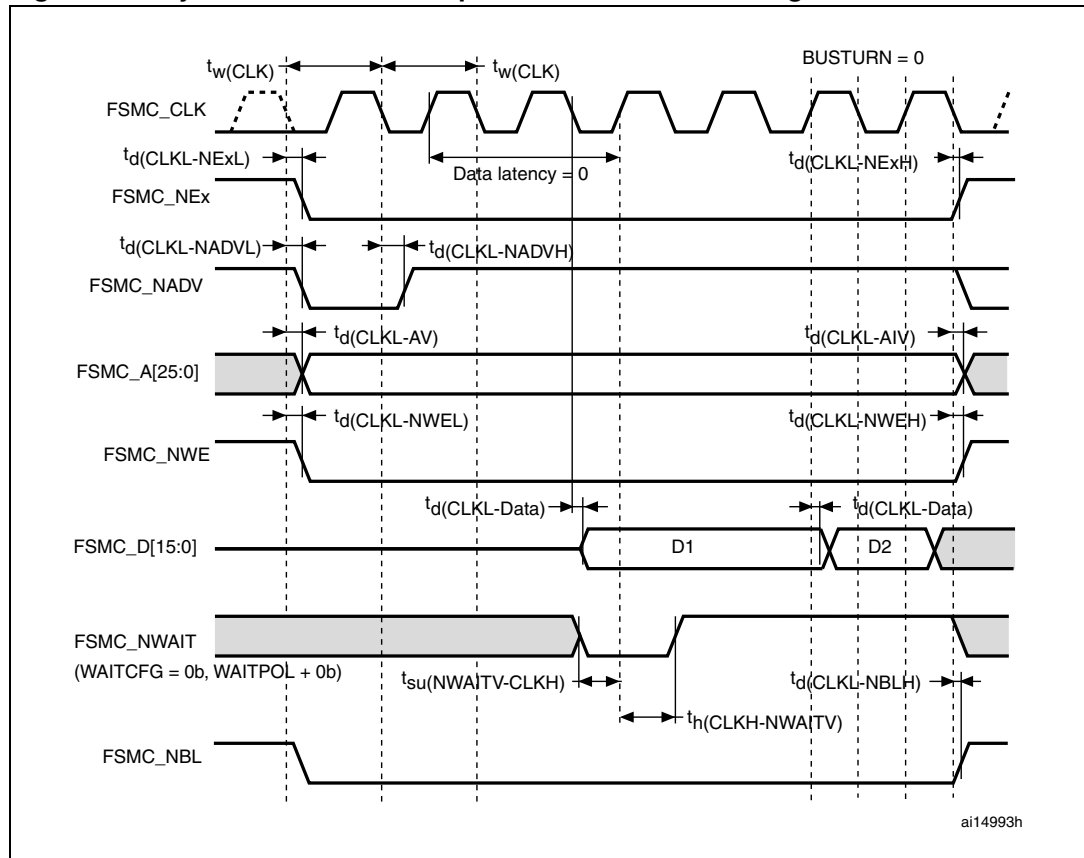 tw(CLK)
tw(CLK)
BUSTURN = 0
FSMC_CLK
td(CLKL-NExL)
Data latency = 0
td(CLKL-NExH)
FSMC_NEx
td(CLKL-NADVL)
td(CLKL-NADVH)
FSMC_NADV
td(CLKL-AV)
td(CLKL-AIV)
FSMC_A[25:0]
td(CLKL-NWEL)
td(CLKL-NWEH)
FSMC_NWE
td(CLKL-Data)
td(CLKL-Data)
FSMC_D[15:0]
D1
D2
FSMC_NWAIT
(WAITCFG = 0b, WAITPOL + 0b)
tsu(NWAITV-CLKH)
td(CLKL-NBLH)
th(CLKH-NWAITV)
FSMC_NBL
ai14993h